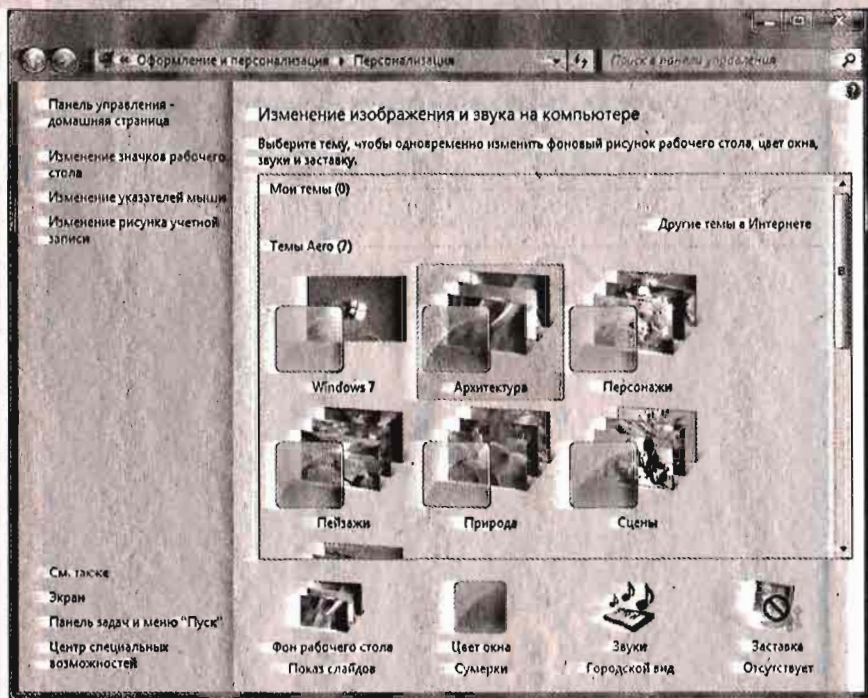 « Оформление и персонализация ▸ Персонализация
Поиск в панели управления
Панель управления -
домашняя страница
Изменение значков рабочего
стола
Изменение указателей мыши
Изменение рисунка учетной
записи
Изменение изображения и звука на компьютере
Выберите тему, чтобы одновременно изменить фоновый рисунок рабочего стола, цвет окна,
звуки и заставку.
Мои темы (0)
Другие темы в Интернете
Темы Aero (7)
Windows 7
Архитектура
Персонажи
Пейзажи
Природа
Сцены
См. также
Экран
Панель задач и меню "Пуск"
Центр специальных
возможностей
Фон рабочего стола
Показ слайдов
Цвет окна
Сумерки
Звуки
Городской вид
Заставка
Отсутствует